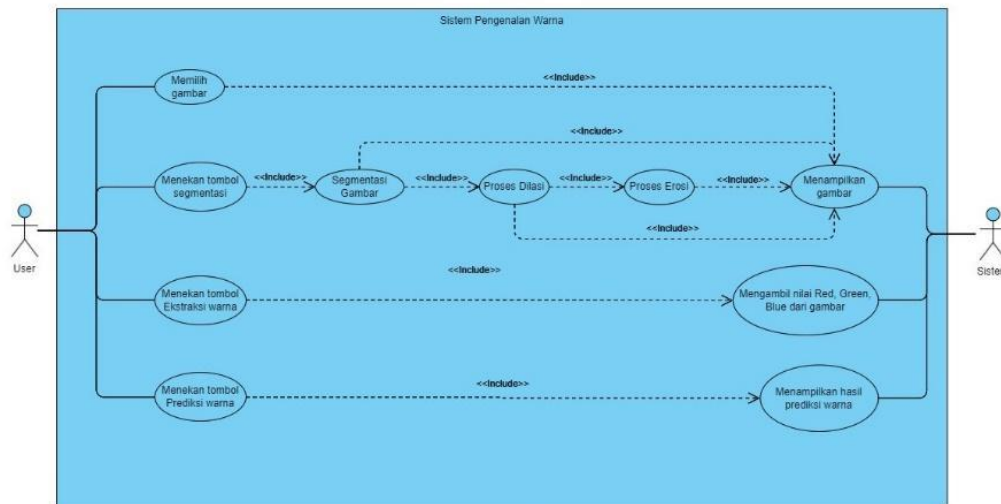 Sistem Pengenalan Warna
Memilih
gambar
<<Include>>
<<Include>>
Menekan tombol
segmentasi
<<Include>>
Segmentasi
Gambar
<<Include>>
Proses Dilasi
<<Include>>
Proses Erosi
<<Include>>
Menampilkan
gambar
<<Include>>
User
Sistem
<<Include>>
Menekan tombol
Ekstraksi warna
Mengambil nilai Red, Green,
Blue dari gambar
<<Include>>
Menekan tombol
Prediksi warna
Menampilkan hasil
prediksi warna